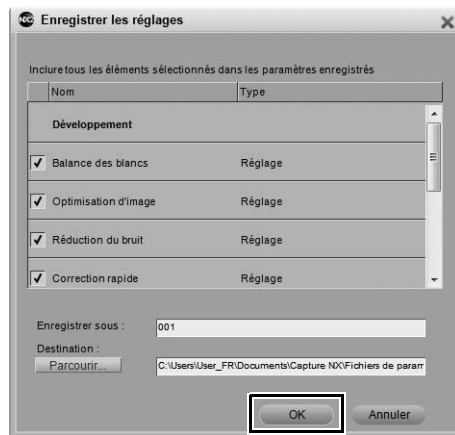 NX2 Enregistrer les réglages
Inclure tous les éléments sélectionnés dans les paramètres enregistrés
Nom Type
Développement
Balance des blancs Réglage
Optimisation d'image Réglage
Réduction du bruit Réglage
Correction rapide Réglage
Enregistrer sous : 001
Destination :
Parcourir... C:\Users\User_FR\Documents\Capture NX\Fichiers de param
OK Annuler